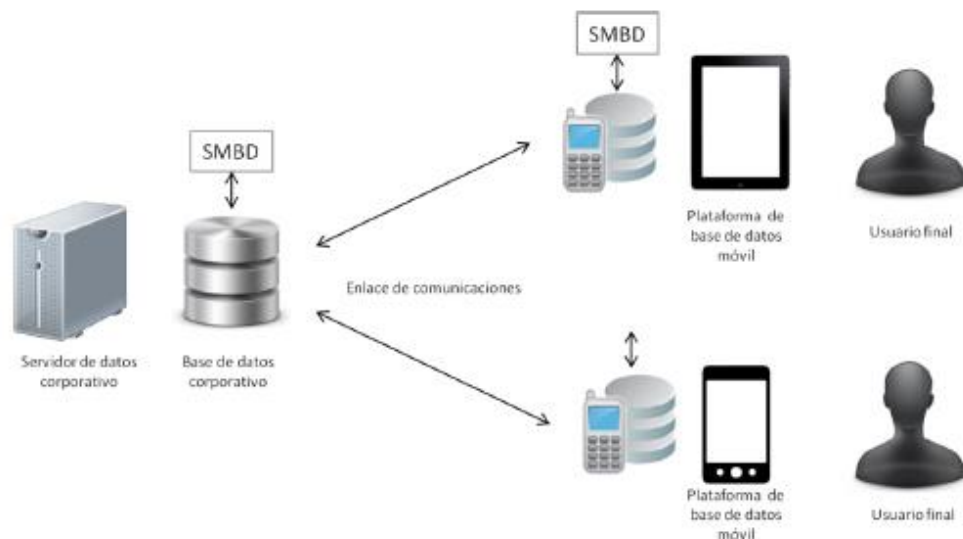 SMBD
SMBD
Plataforma de
base de datos
móvil
Usuario final
Enlace de comunicaciones
Servidor de datos
corporativo
Base de datos
corporativo
Plataforma de
base de datos
móvil
Usuario final